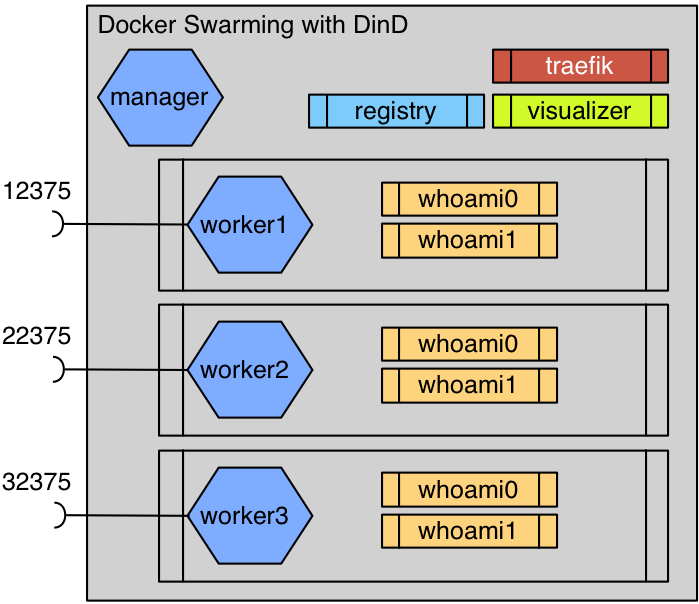 Docker Swarming with DinD
manager
traefik
registry
visualizer
12375
worker1
whoami0
whoami1
22375
worker2
whoami0
whoami1
32375
worker3
whoami0
whoami1